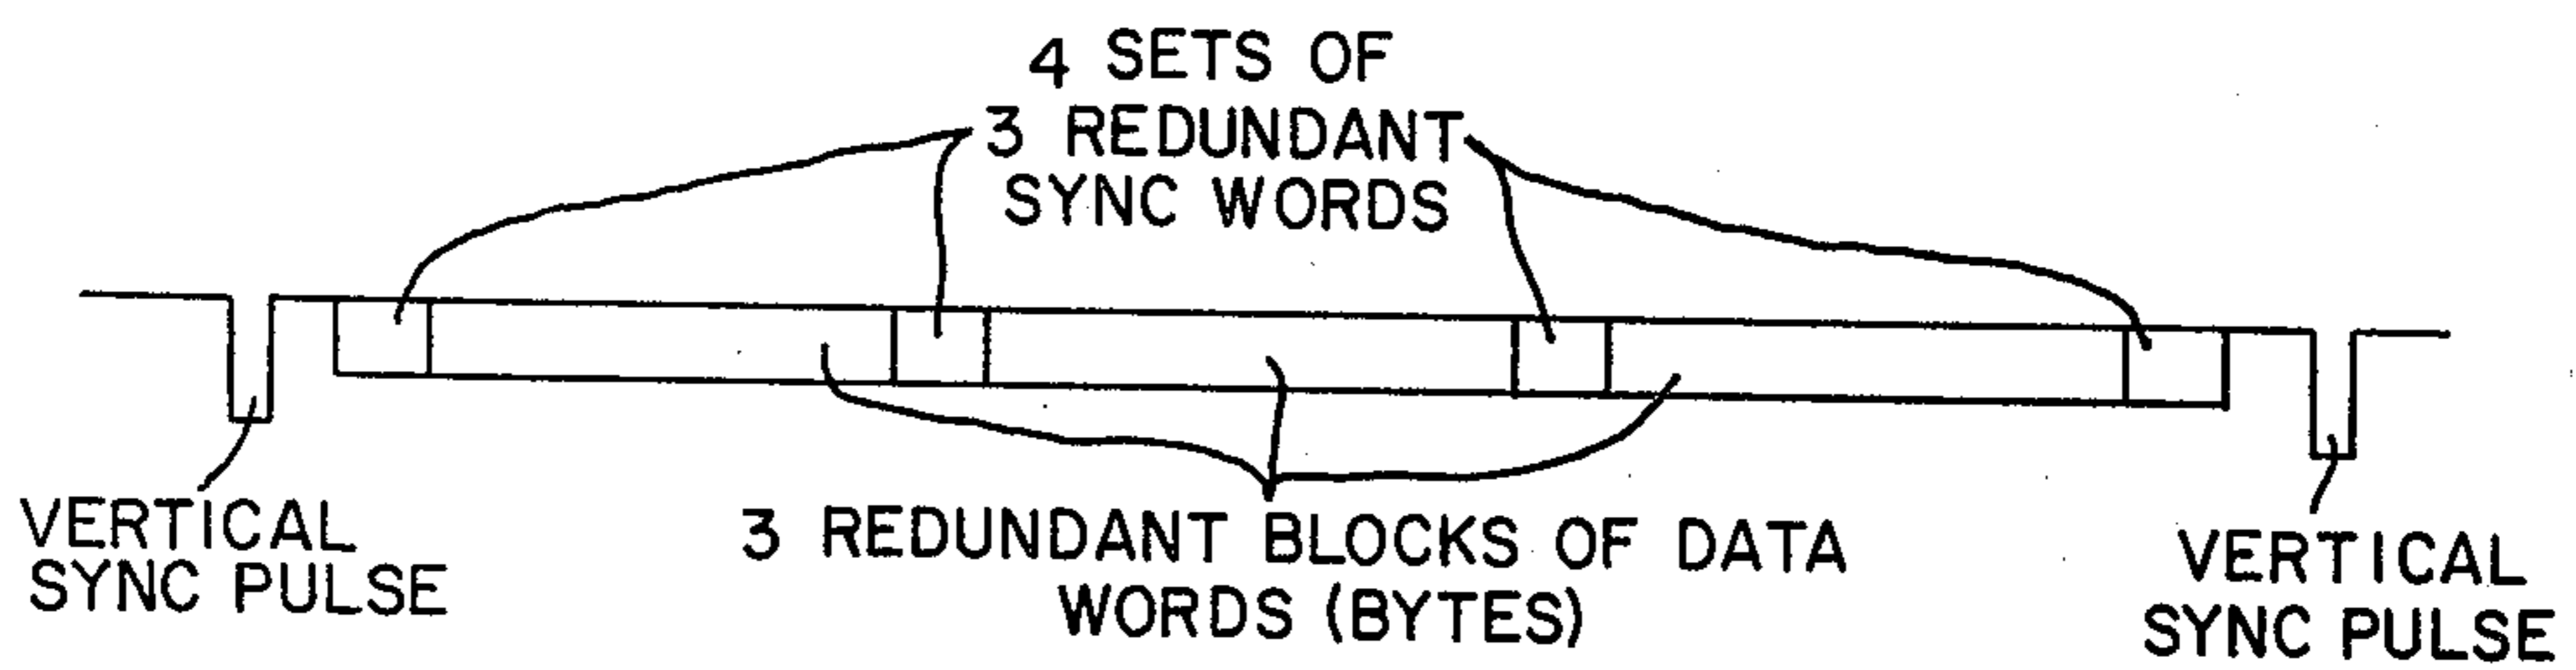 4 SETS OF
3 REDUNDANT
SYNC WORDS
VERTICAL
SYNC PULSE
3 REDUNDANT BLOCKS OF DATA
WORDS (BYTES)
VERTICAL
SYNC PULSE